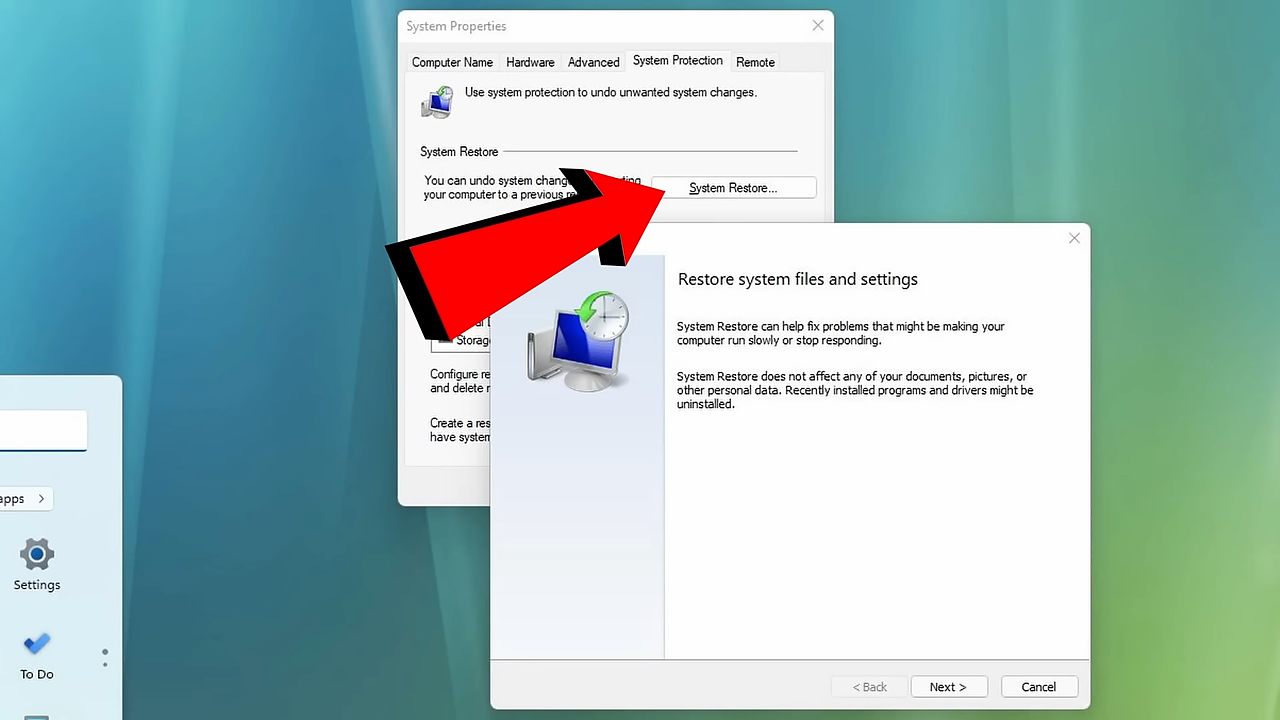 System Properties
Computer Name
Hardware
Advanced
System Protection
Remote
Use system protection to undo unwanted system changes.
System Restore
You can undo system
your computer to a previous
System Restore...
Storag
Configure re
and delete
Create a res
have system
Restore system files and settings
System Restore can help fix problems that might be making your
computer run slowly or stop responding.
System Restore does not affect any of your documents, pictures, or
other personal data. Recently installed programs and drivers might be
uninstalled.
< Back
Next >
Cancel
apps >
Settings
To Do